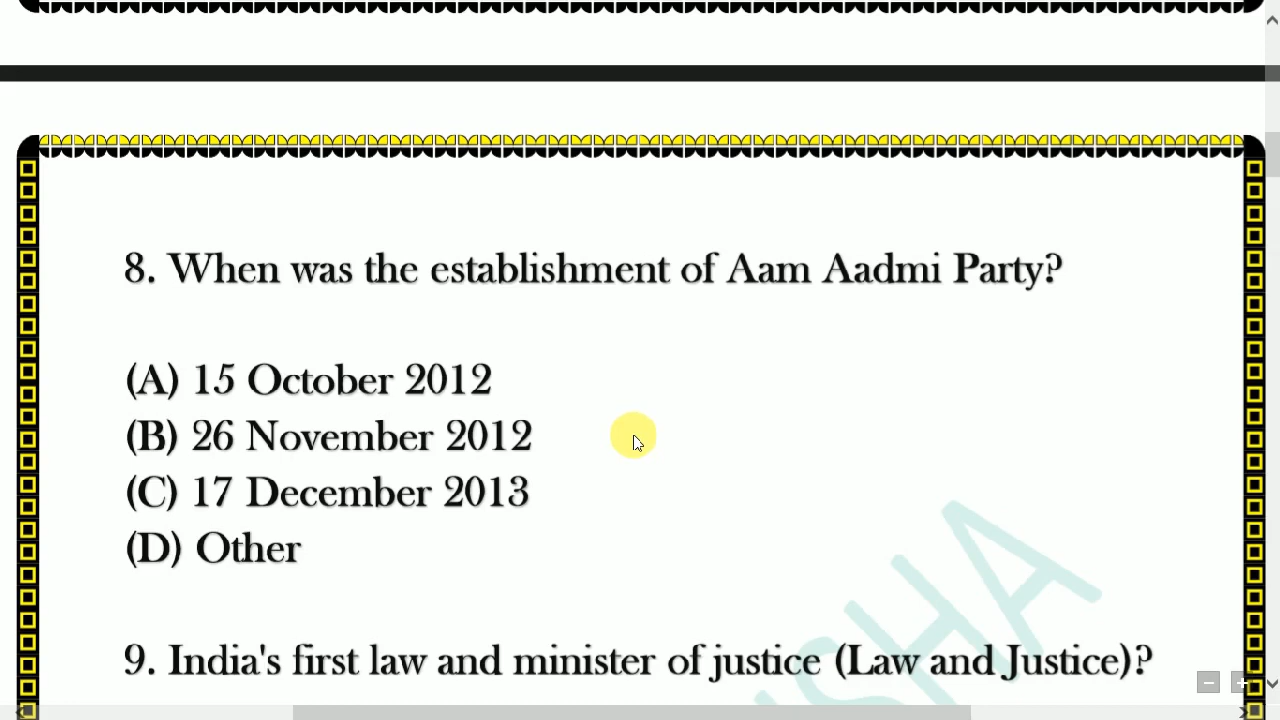 8. When was the establishment of Aam Aadmi Party?
(A) 15 October 2012
(B) 26 November 2012
(C) 17 December 2013
(D) Other
9. India's first law and minister of justice (Law and Justice)?